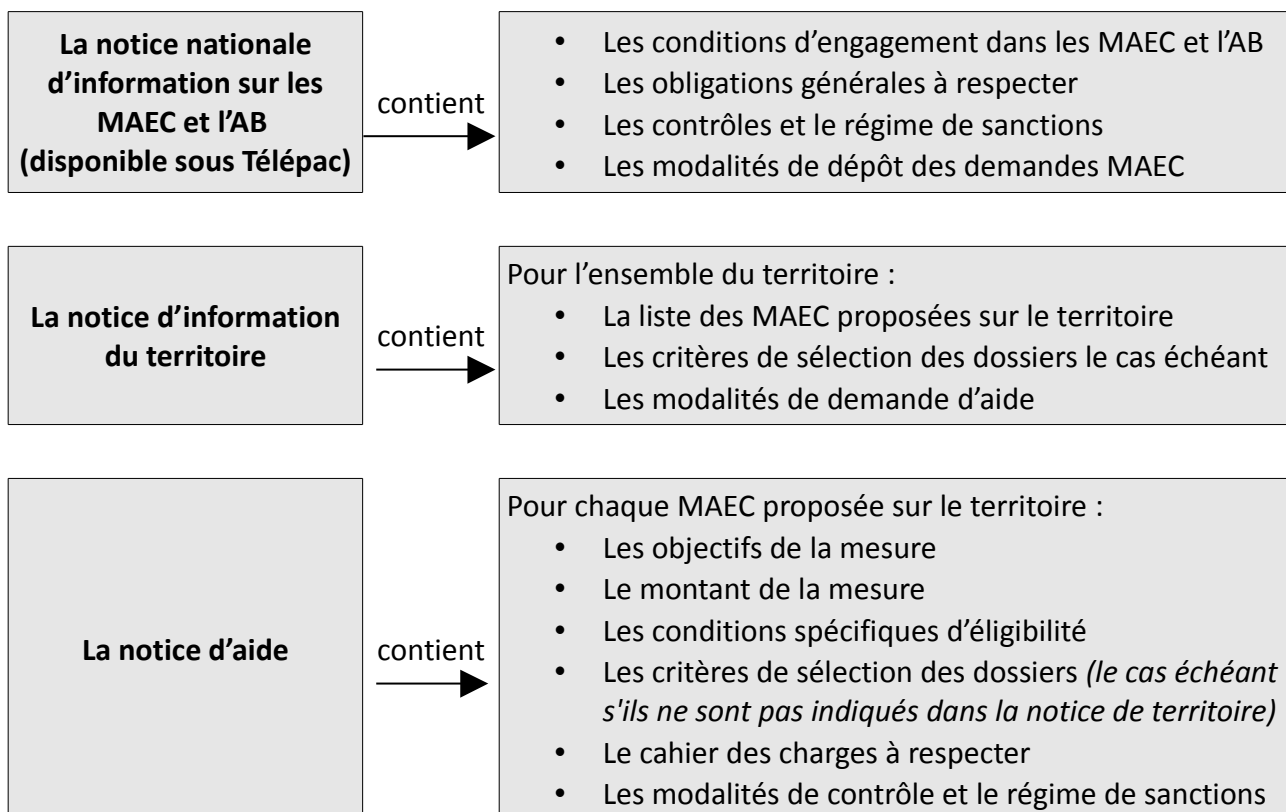 La notice nationale
d’information sur les
MAEC et l’AB
(disponible sous Télépac)
contient
• Les conditions d’engagement dans les MAEC et l’AB
• Les obligations générales à respecter
• Les contrôles et le régime de sanctions
• Les modalités de dépôt des demandes MAEC
La notice d’information
du territoire
contient
Pour l’ensemble du territoire :
• La liste des MAEC proposées sur le territoire
• Les critères de sélection des dossiers le cas échéant
• Les modalités de demande d’aide
La notice d’aide
contient
Pour chaque MAEC proposée sur le territoire :
• Les objectifs de la mesure
• Le montant de la mesure
• Les conditions spécifiques d’éligibilité
• Les critères de sélection des dossiers (le cas échéant
s'ils ne sont pas indiqués dans la notice de territoire)
• Le cahier des charges à respecter
• Les modalités de contrôle et le régime de sanctions